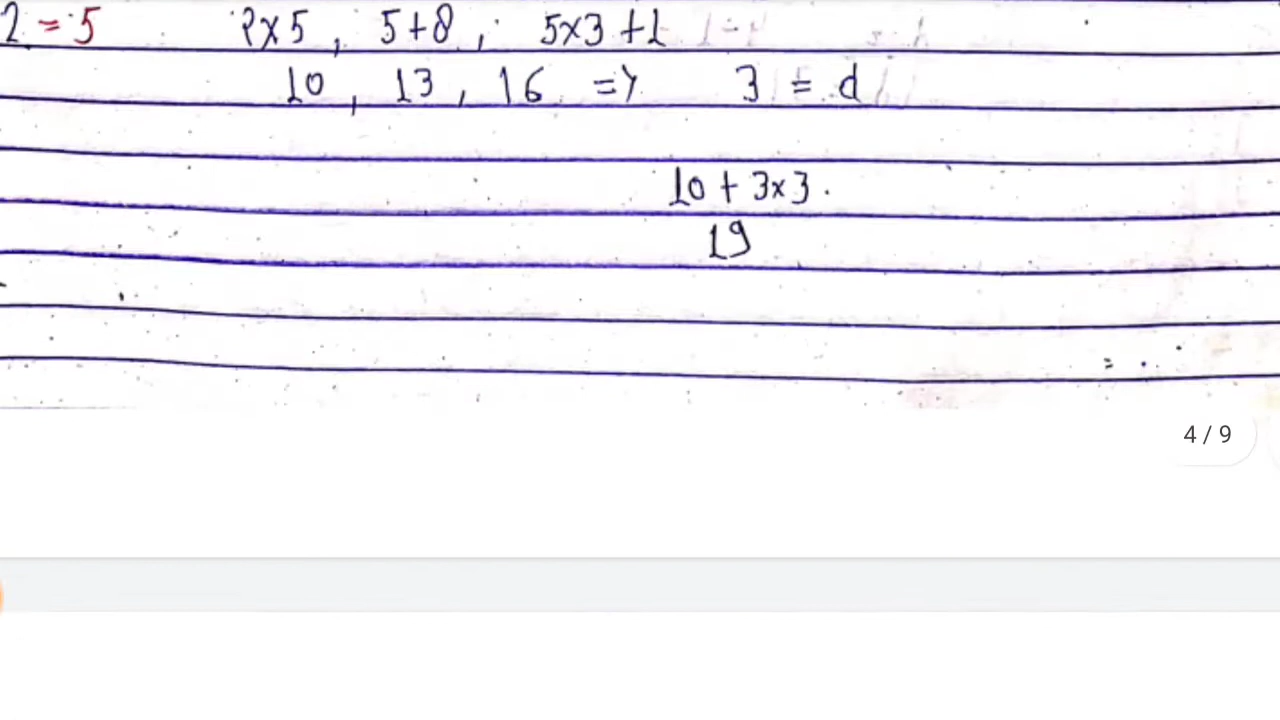 2 = 5 2x5 , 5+8 , 5x3+1
10 , 13 , 16 => 3 = d
10 + 3x3.
19
4 / 9